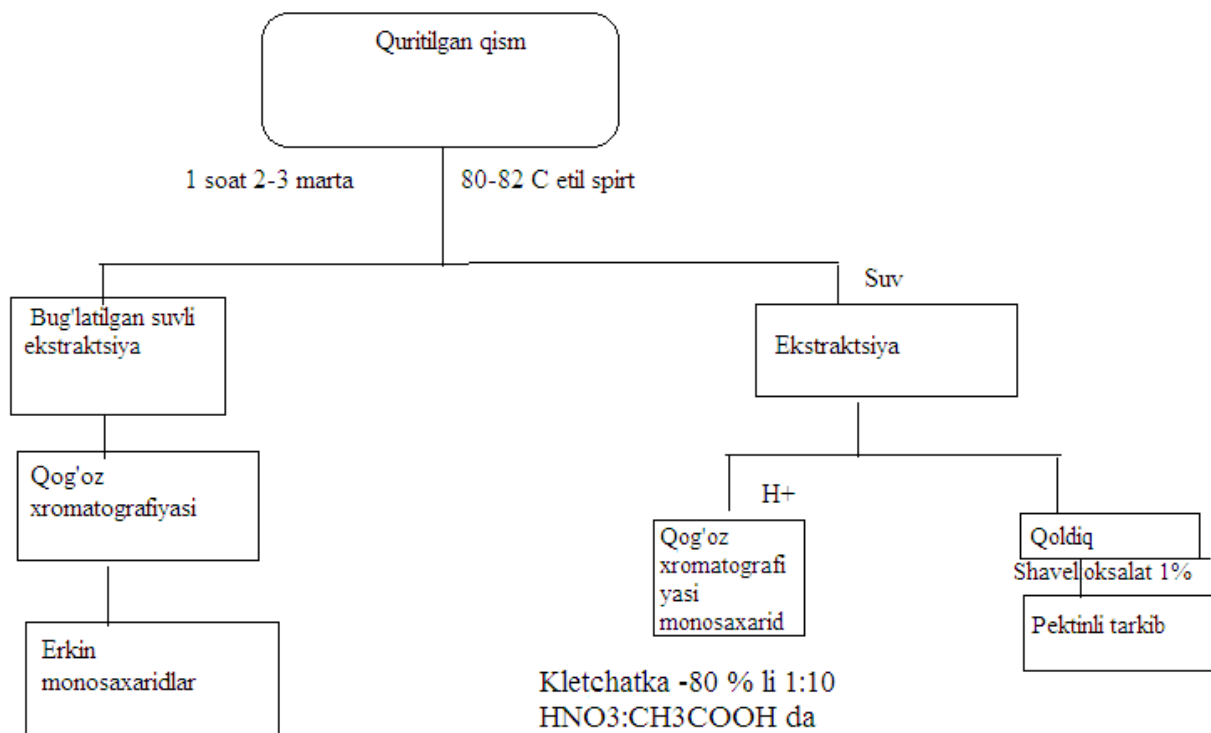 Quritilgan qism
1 soat 2-3 marta
80-82 C etil spirt
Suv
Bug'latilgan suvli
ekstraktsiya
Ekstraktsiya
Qog'oz
xromatografiyasi
H+
Qog'oz
xromatografi
yasi
monosaxarid
Qoldiq
Shavel oksalat 1%
Pektinli tarkib
Erkin
monosaxaridlar
Kletchatka -80 % li 1:10
HNO3:CH3COOH da